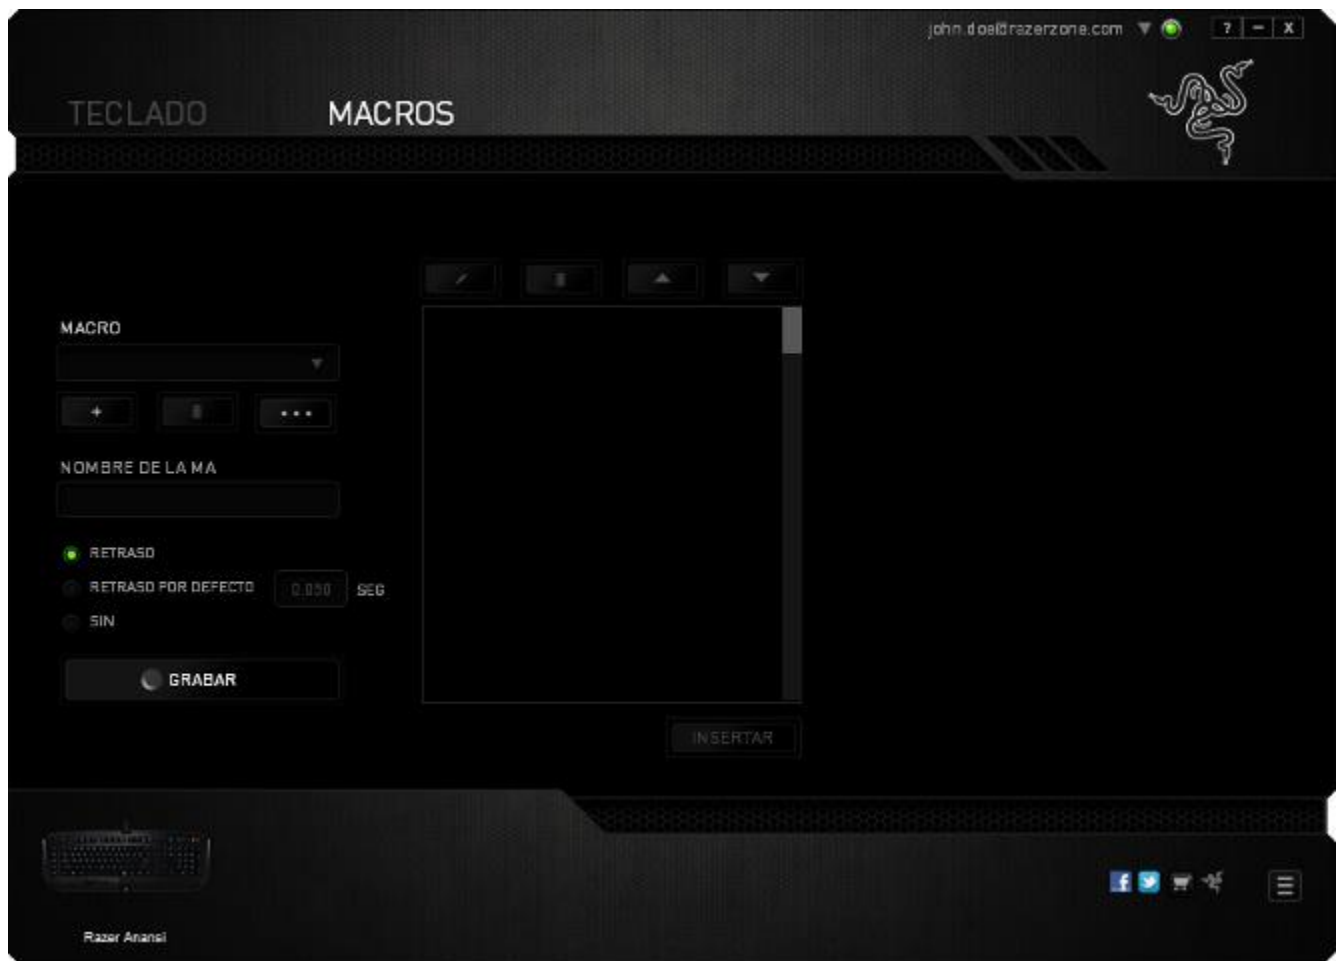 john.doe@razerzone.com
? – X
TECLADO
MACROS
MACRO
NOMBRE DE LA MA
RETRASO
RETRASO POR DEFECTO 0.050 SEG
SIN
GRABAR
INSERTAR
Razer Anansi